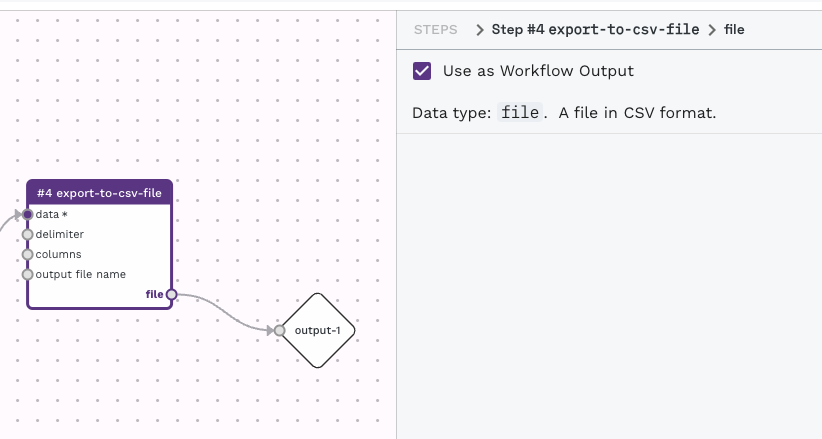 STEPS > Step #4 export-to-csv-file > file
Use as Workflow Output
Data type: file. A file in CSV format.
#4 export-to-csv-file
data *
delimiter
columns
output file name
file
output-1